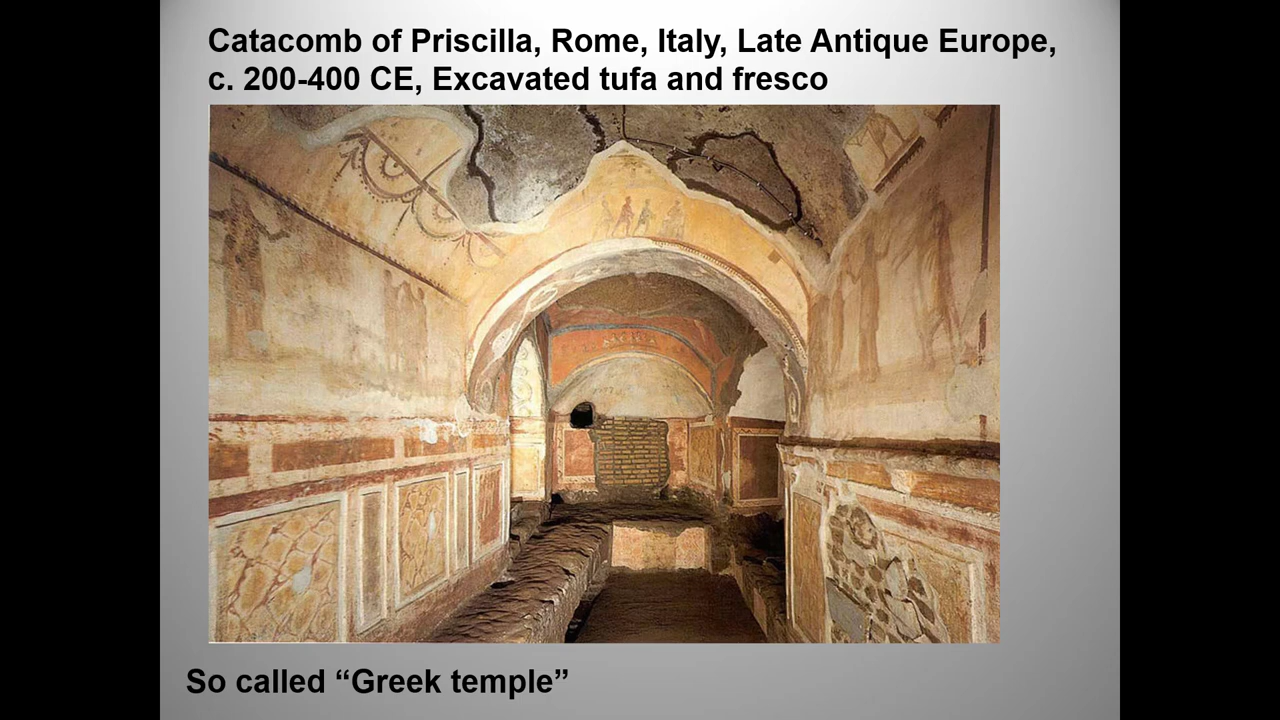 Catacomb of Priscilla, Rome, Italy, Late Antique Europe,
c. 200-400 CE, Excavated tufa and fresco
So called “Greek temple”